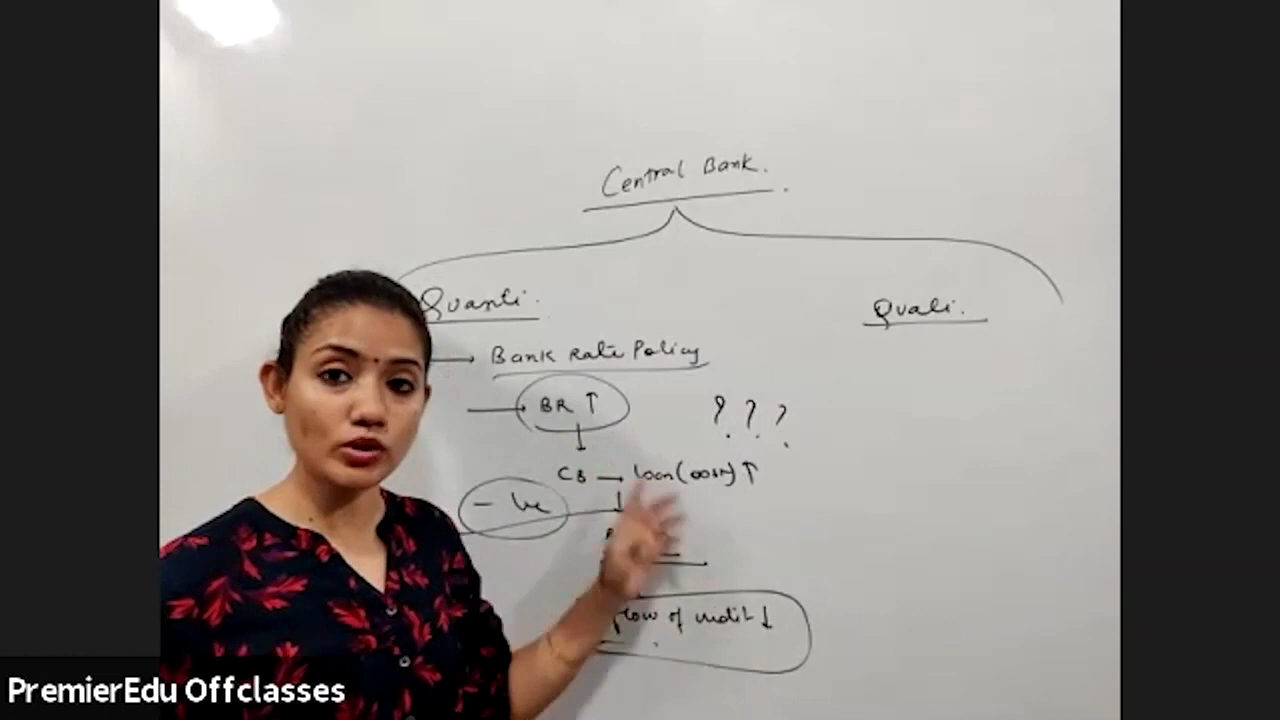 Central Bank.
Quanti.
Quali.
→ Bank Rate Policy
BR ↑
? ? ?
CB → loan (cost) ↑
- ve
flow of credit ↓
PremierEdu Offclasses